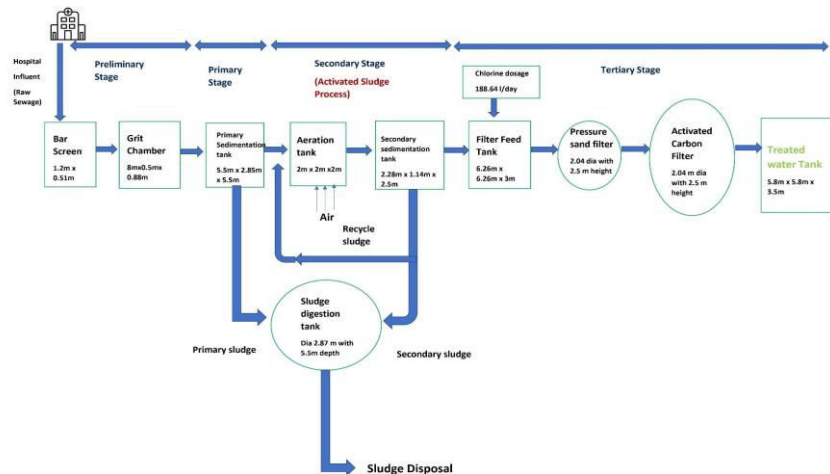 Hospital
Influent
(Raw
Sewage)
Preliminary
Stage
Primary
Stage
Secondary Stage
(Activated Sludge
Process)
Chlorine dosage
188.64 l/day
Tertiary Stage
Bar
Screen
1.2m x
0.51m
Grit
Chamber
8mx0.5mx
0.88m
Primary
Sedimentation
tank
5.5m x 2.85m
x 5.5m
Aeration
tank
2m x 2m x2m
Secondary
sedimentation
tank
2.28m x 1.14m x
2.5m
Filter Feed
Tank
6.26m x
6.26m x 3m
Pressure
sand filter
2.04 dia with
2.5 m height
Activated
Carbon
Filter
2.04 m dia
with 2.5 m
height
Treated
water Tank
5.8m x 5.8m x
3.5m
Air
Recycle
sludge
Sludge
digestion
tank
Dia 2.87 m with
5.5m depth
Primary sludge
Secondary sludge
Sludge Disposal